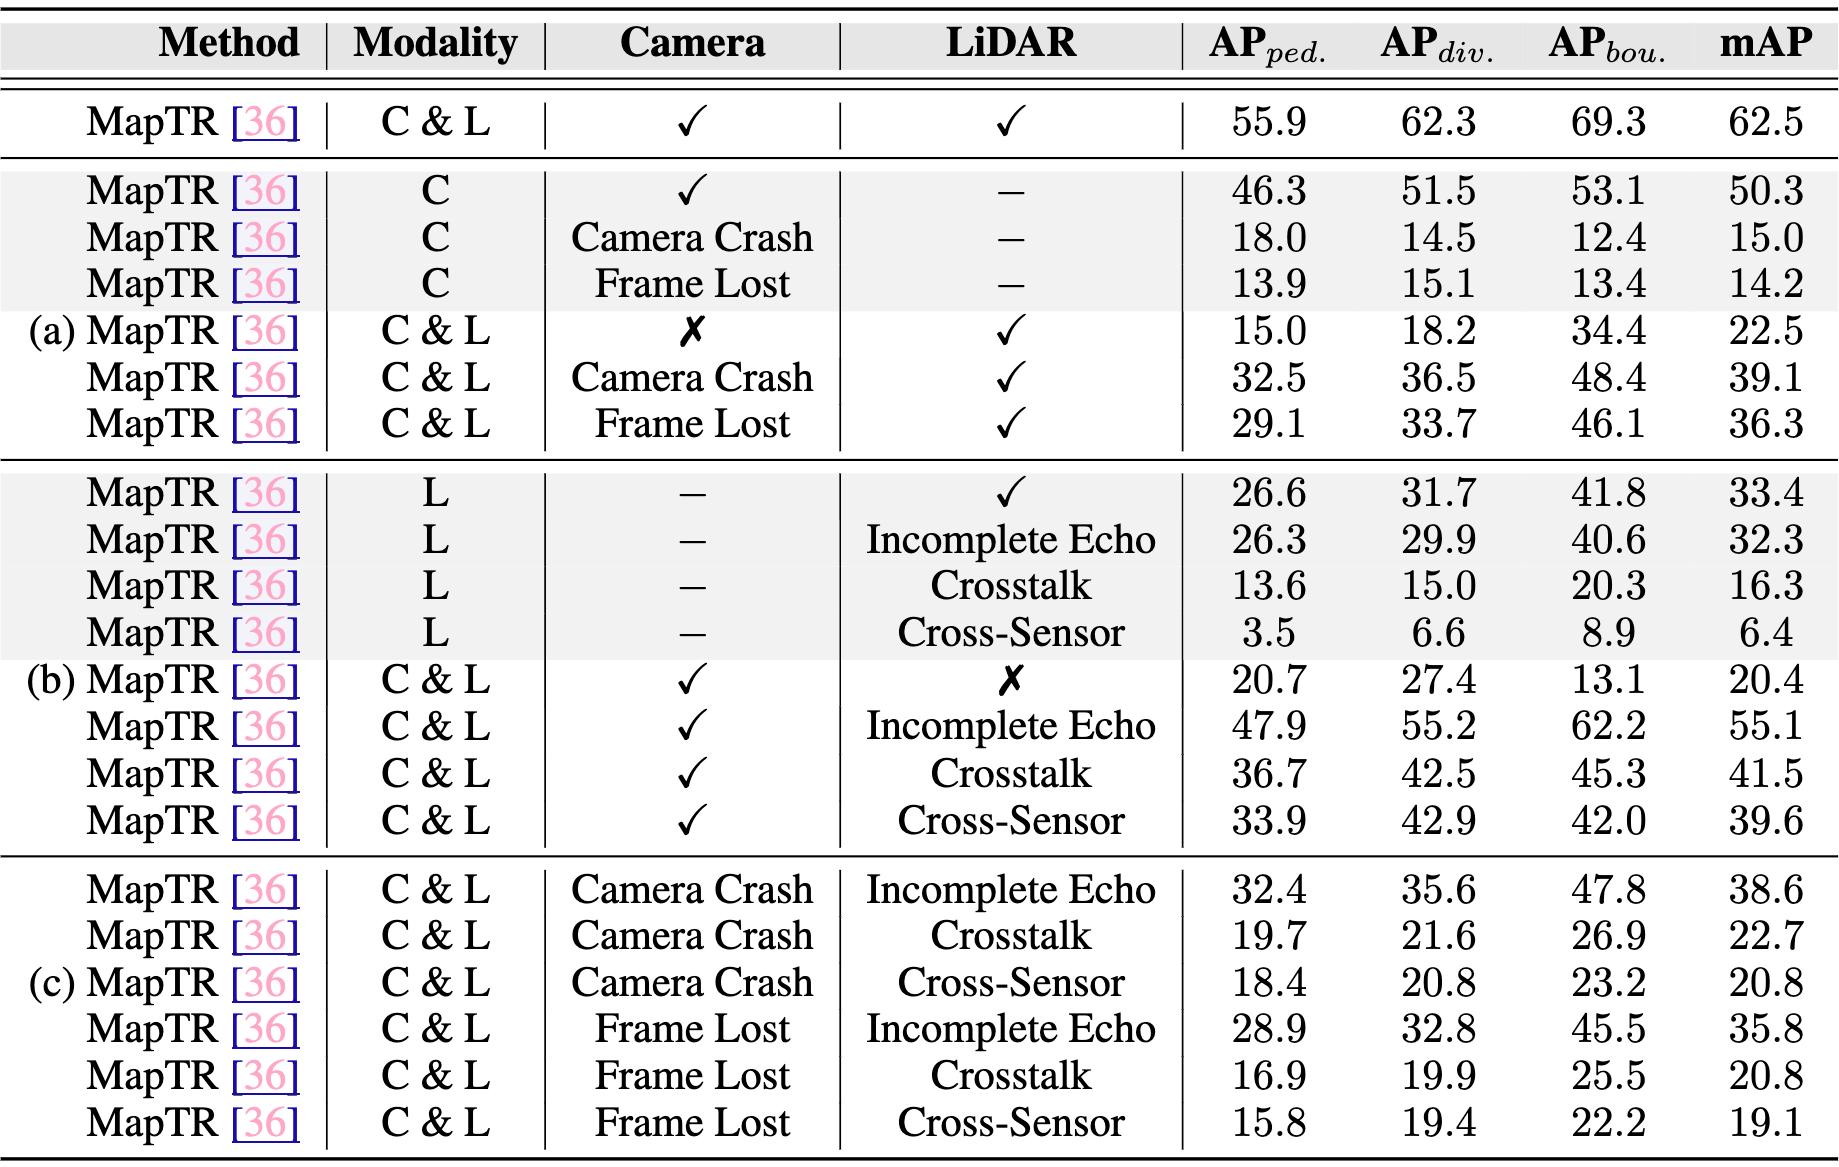 Method Modality Camera LiDAR AP_ped. AP_div. AP_bou. mAP
MapTR [36] C & L ✓ ✓ 55.9 62.3 69.3 62.5
MapTR [36] C ✓ – 46.3 51.5 53.1 50.3
MapTR [36] C Camera Crash – 18.0 14.5 12.4 15.0
MapTR [36] C Frame Lost – 13.9 15.1 13.4 14.2
(a) MapTR [36] C & L ✗ ✓ 15.0 18.2 34.4 22.5
MapTR [36] C & L Camera Crash ✓ 32.5 36.5 48.4 39.1
MapTR [36] C & L Frame Lost ✓ 29.1 33.7 46.1 36.3
MapTR [36] L – ✓ 26.6 31.7 41.8 33.4
MapTR [36] L – Incomplete Echo 26.3 29.9 40.6 32.3
MapTR [36] L – Crosstalk 13.6 15.0 20.3 16.3
MapTR [36] L – Cross-Sensor 3.5 6.6 8.9 6.4
(b) MapTR [36] C & L ✓ ✗ 20.7 27.4 13.1 20.4
MapTR [36] C & L ✓ Incomplete Echo 47.9 55.2 62.2 55.1
MapTR [36] C & L ✓ Crosstalk 36.7 42.5 45.3 41.5
MapTR [36] C & L ✓ Cross-Sensor 33.9 42.9 42.0 39.6
MapTR [36] C & L Camera Crash Incomplete Echo 32.4 35.6 47.8 38.6
MapTR [36] C & L Camera Crash Crosstalk 19.7 21.6 26.9 22.7
(c) MapTR [36] C & L Camera Crash Cross-Sensor 18.4 20.8 23.2 20.8
MapTR [36] C & L Frame Lost Incomplete Echo 28.9 32.8 45.5 35.8
MapTR [36] C & L Frame Lost Crosstalk 16.9 19.9 25.5 20.8
MapTR [36] C & L Frame Lost Cross-Sensor 15.8 19.4 22.2 19.1